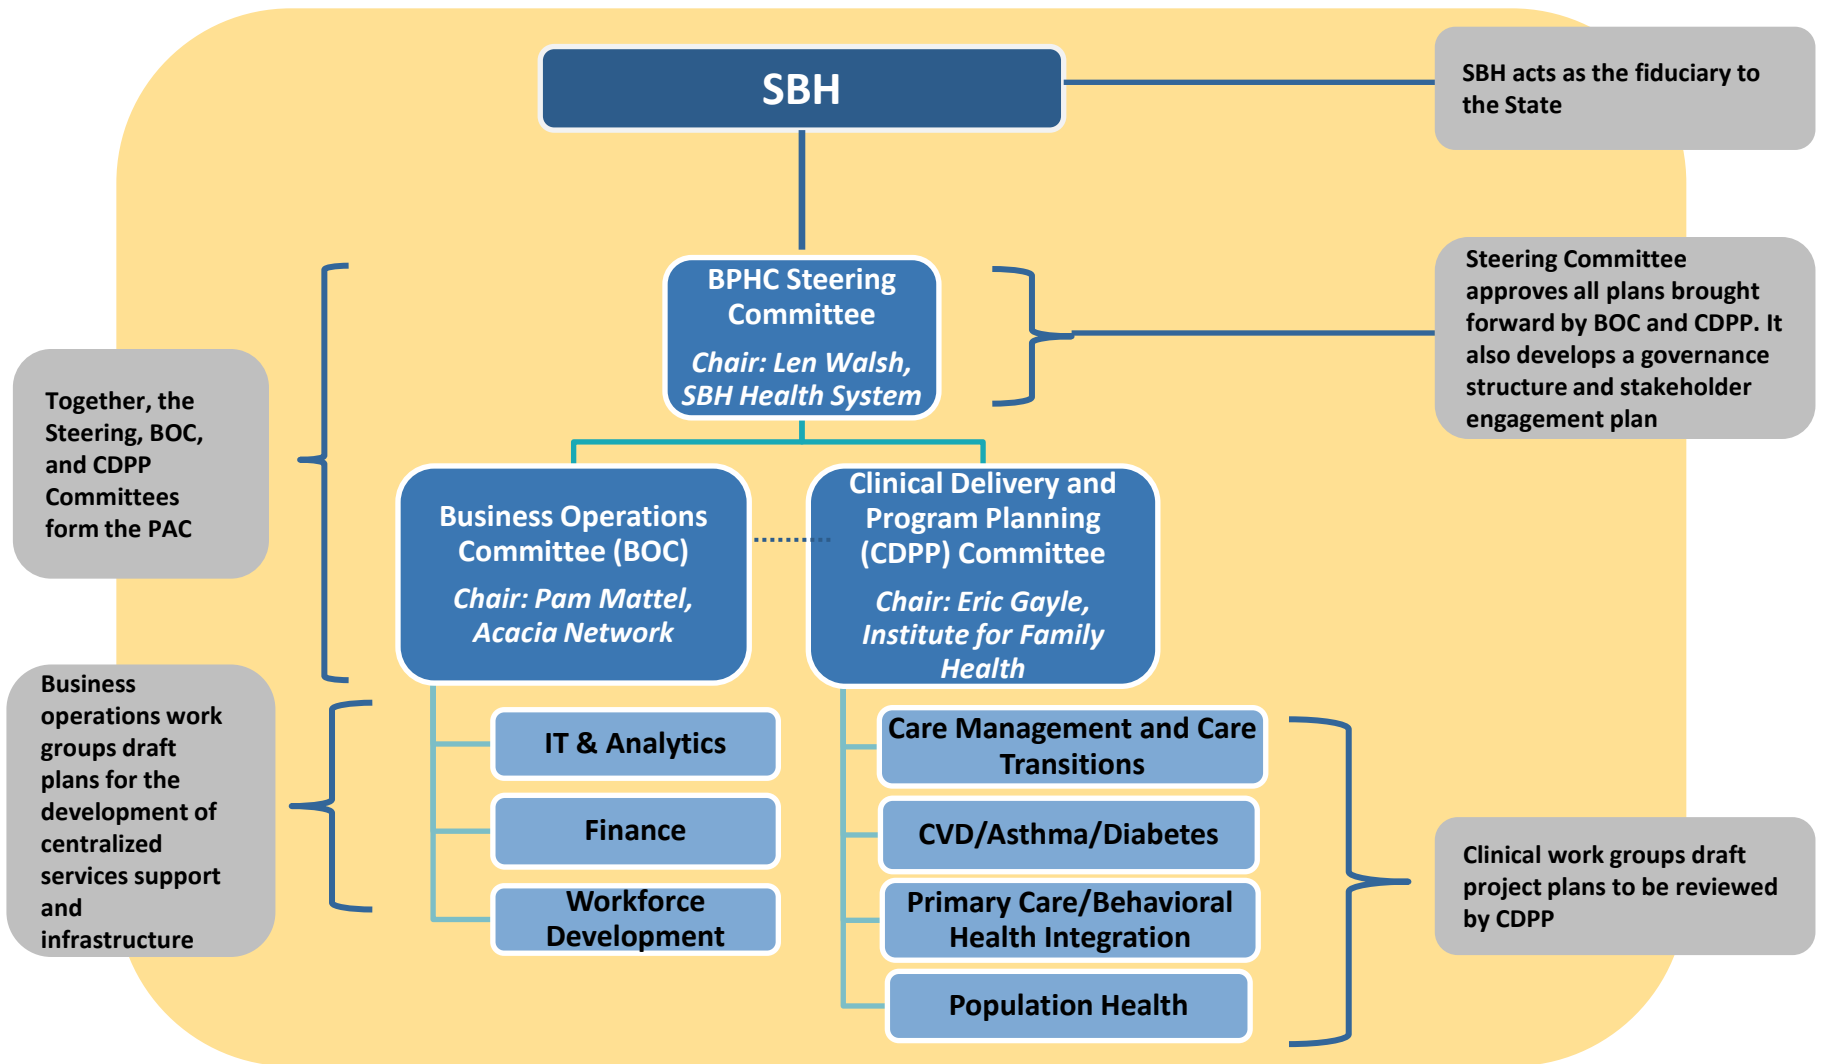 SBH
SBH acts as the fiduciary to
the State
BPHC Steering
Committee
Chair: Len Walsh,
SBH Health System
Steering Committee
approves all plans brought
forward by BOC and CDPP. It
also develops a governance
structure and stakeholder
engagement plan
Together, the
Steering, BOC,
and CDPP
Committees
form the PAC
Business Operations
Committee (BOC)
Chair: Pam Mattel,
Acacia Network
Clinical Delivery and
Program Planning
(CDPP) Committee
Chair: Eric Gayle,
Institute for Family
Health
Business
operations work
groups draft
plans for the
development of
centralized
services support
and
infrastructure
IT & Analytics
Finance
Workforce
Development
Care Management and Care
Transitions
CVD/Asthma/Diabetes
Primary Care/Behavioral
Health Integration
Population Health
Clinical work groups draft
project plans to be reviewed
by CDPP